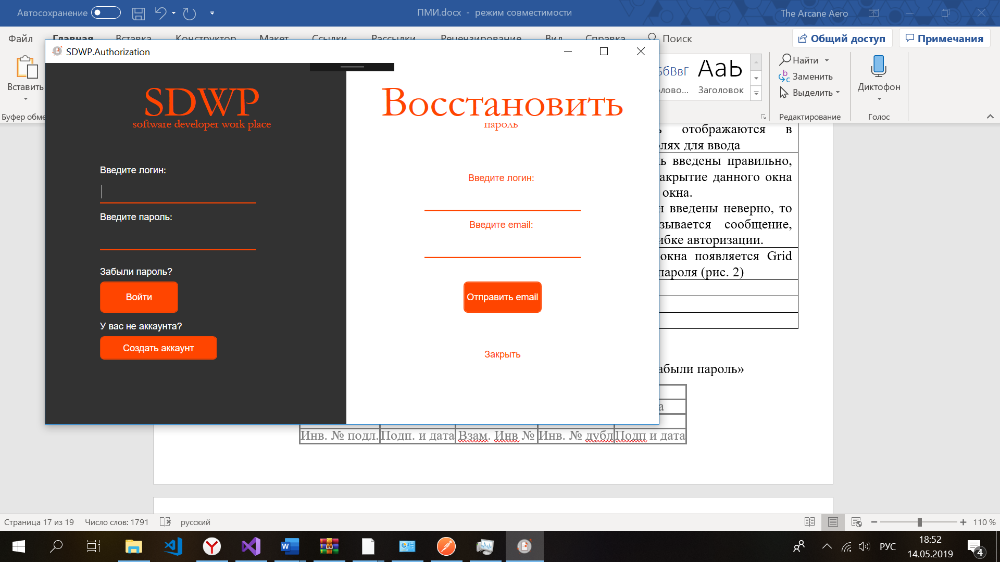 Автосохранение
ПМИ.docx - режим совместимости
The Arcane Aero
Файл
Главная
Вставка
Конструктор
Макет
Ссылки
Рассылки
Рецензирование
Вид
Справка
Поиск
Общий доступ
Примечания
SDWP.Authorization
Вставить
Буфер обме
бБвВг
АаЬ
олово...
Заголовок
Найти
Заменить
Выделить
Редактирование
Диктофон
Голос
SDWP
software developer work place
Введите логин:
Введите пароль:
Забыли пароль?
Войти
У вас не аккаунта?
Создать аккаунт
Восстановить
пароль
Введите логин:
Введите email:
Отправить email
Закрыть
ь отображаются в
олях для ввода
ь введены правильно,
акрытие данного окна
окна.
н введены неверно, то
зывается сообщение,
ибке авторизации.
окна появляется Grid
пароля (рис. 2)
абыли пароль»
а
Инв. № подл. Подп. и дата Взам. Инв № Инв. № дубл Подп и дата
Страница 17 из 19
Число слов: 1791
русский
110 %
РУС
18:52
14.05.2019
4